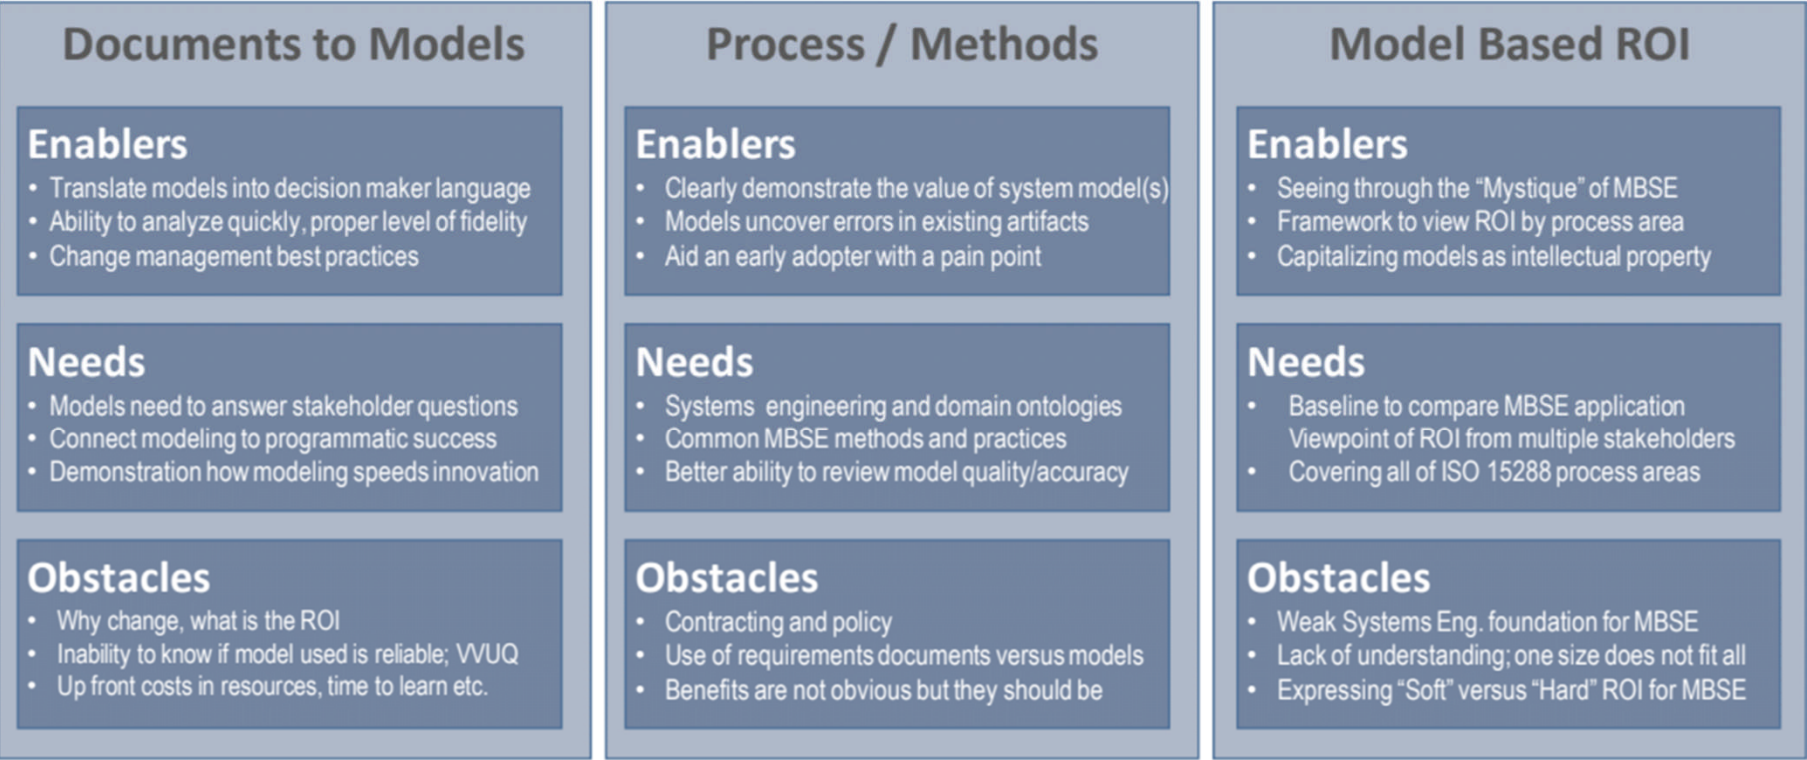 Documents to Models
Enablers
• Translate models into decision maker language
• Ability to analyze quickly, proper level of fidelity
• Change management best practices
Needs
• Models need to answer stakeholder questions
• Connect modeling to programmatic success
• Demonstration how modeling speeds innovation
Obstacles
• Why change, what is the ROI
• Inability to know if model used is reliable; VVUQ
• Up front costs in resources, time to learn etc.
Process / Methods
Enablers
• Clearly demonstrate the value of system model(s)
• Models uncover errors in existing artifacts
• Aid an early adopter with a pain point
Needs
• Systems engineering and domain ontologies
• Common MBSE methods and practices
• Better ability to review model quality/accuracy
Obstacles
• Contracting and policy
• Use of requirements documents versus models
• Benefits are not obvious but they should be
Model Based ROI
Enablers
• Seeing through the “Mystique” of MBSE
• Framework to view ROI by process area
• Capitalizing models as intellectual property
Needs
• Baseline to compare MBSE application
Viewpoint of ROI from multiple stakeholders
• Covering all of ISO 15288 process areas
Obstacles
• Weak Systems Eng. foundation for MBSE
• Lack of understanding; one size does not fit all
• Expressing “Soft” versus “Hard” ROI for MBSE